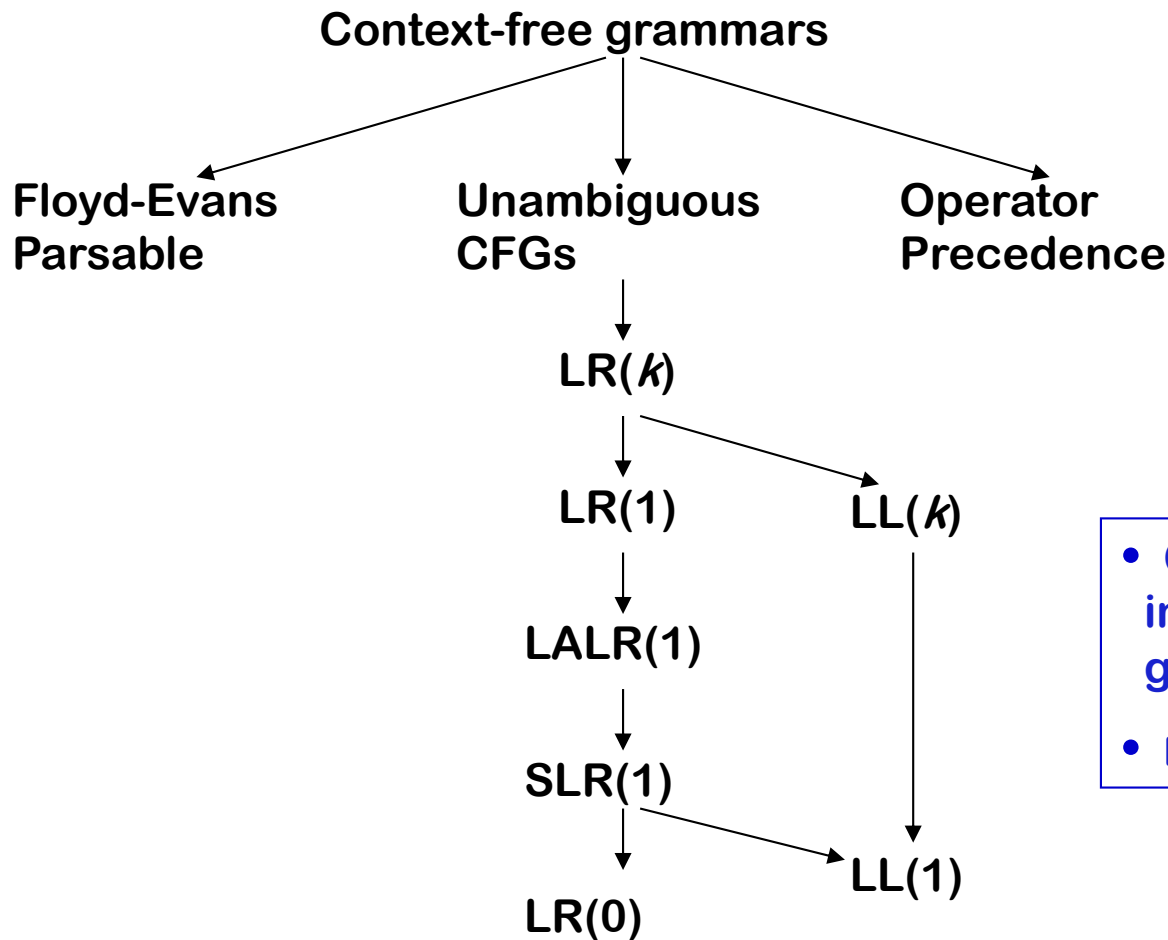 Context-free grammars
Floyd-Evans
Parsable
Unambiguous
CFGs
Operator
Precedence
LR(k)
LR(1)
LL(k)
LALR(1)
SLR(1)
LL(1)
LR(0)